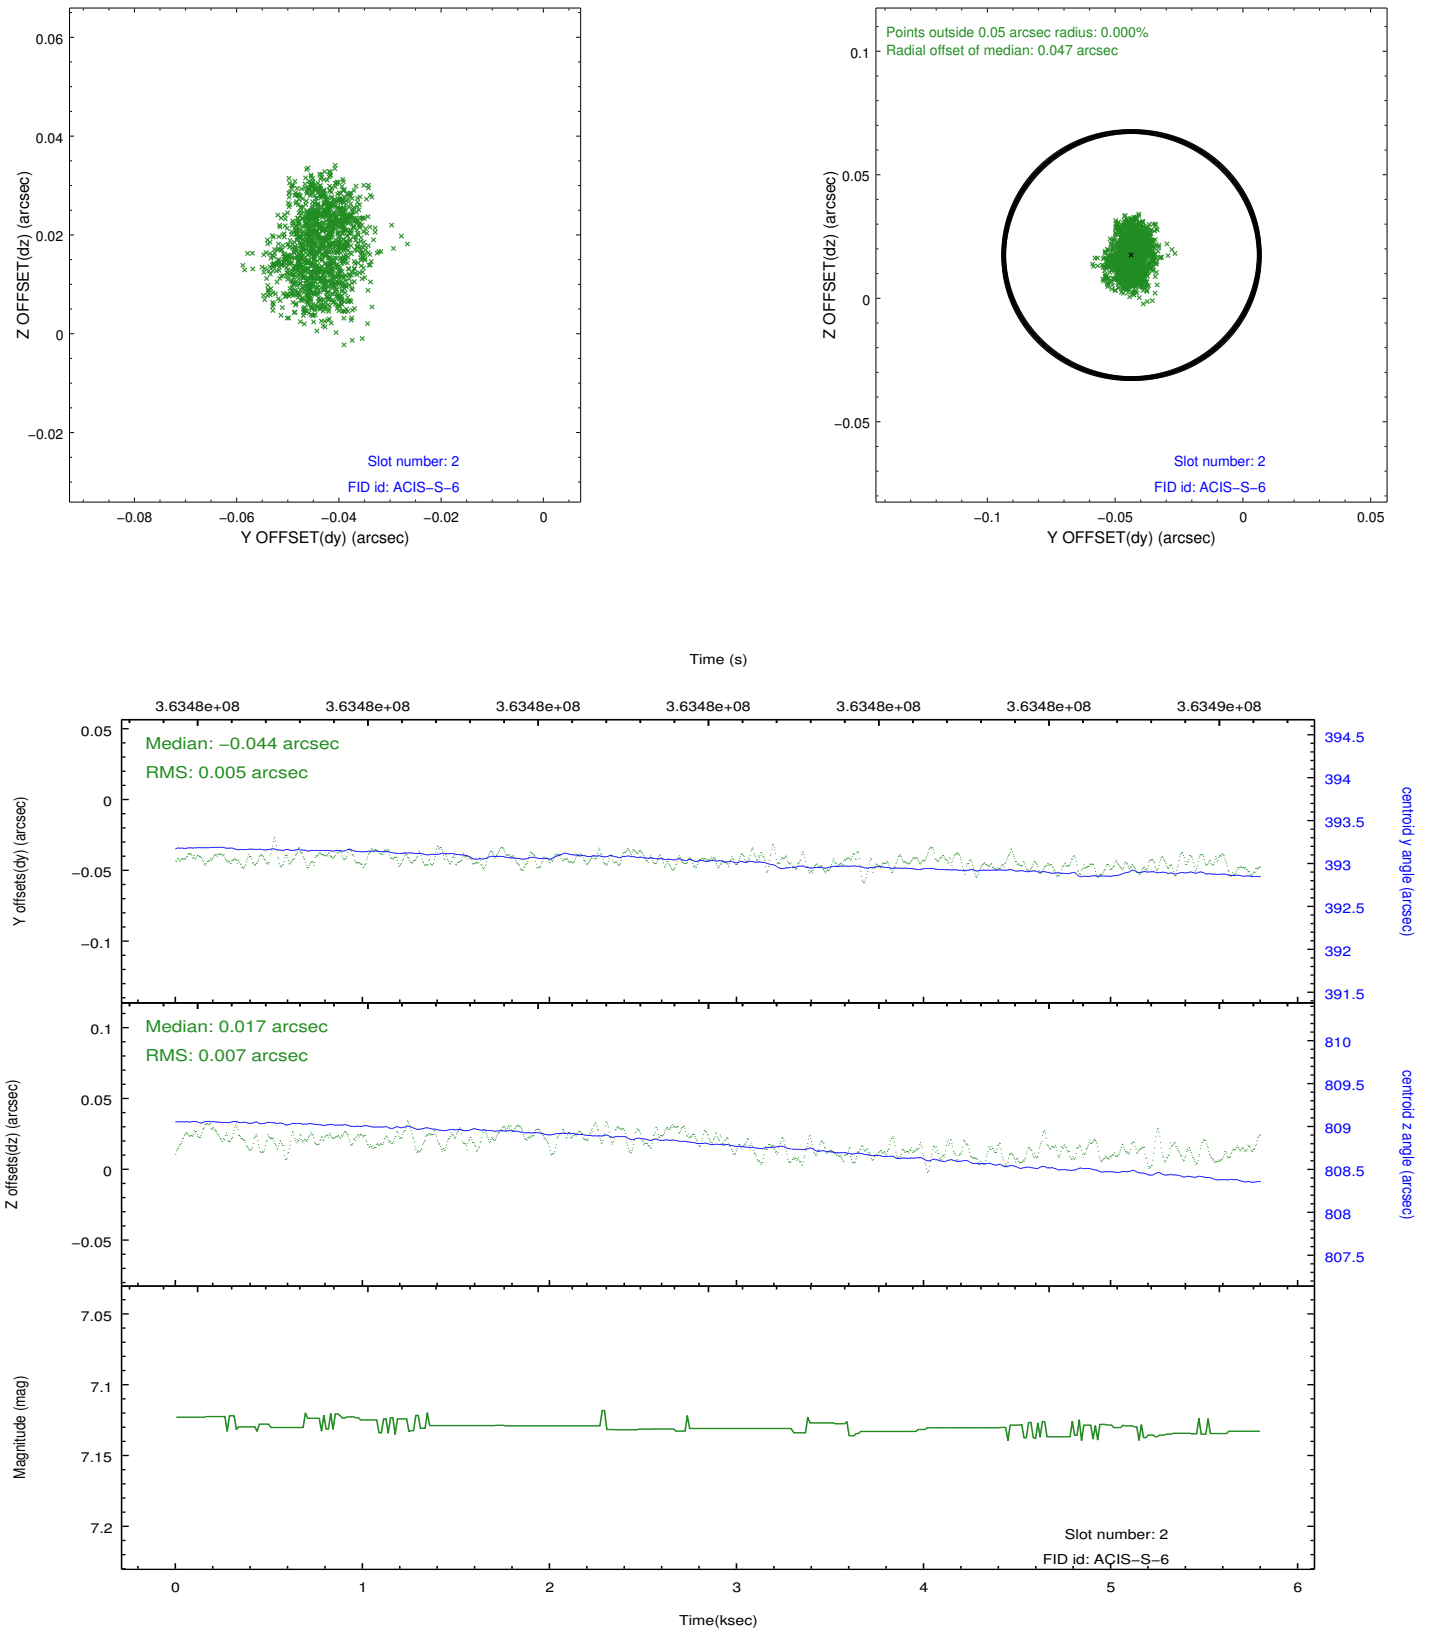 0.06
0.04
0.02
0
−0.02
Z OFFSET(dz) (arcsec)
Slot number: 2
FID id: ACIS−S−6
−0.08
−0.06
−0.04
−0.02
0
Y OFFSET(dy) (arcsec)
Points outside 0.05 arcsec radius: 0.000%
Radial offset of median: 0.047 arcsec
0.1
0.05
0
−0.05
Z OFFSET(dz) (arcsec)
Slot number: 2
FID id: ACIS−S−6
−0.1
−0.05
0
0.05
Y OFFSET(dy) (arcsec)
Time (s)
3.6348e+08
3.6348e+08
3.6348e+08
3.6348e+08
3.6348e+08
3.6348e+08
3.6349e+08
Median: −0.044 arcsec
RMS: 0.005 arcsec
0.05
0
−0.05
−0.1
Y offsets(dy) (arcsec)
394.5
394
393.5
393
392.5
392
391.5
centroid y angle (arcsec)
Median: 0.017 arcsec
RMS: 0.007 arcsec
0.1
0.05
0
−0.05
Z offsets(dz) (arcsec)
810
809.5
809
808.5
808
807.5
centroid z angle (arcsec)
7.05
7.1
7.15
7.2
Magnitude (mag)
Slot number: 2
FID id: ACIS−S−6
0
1
2
3
4
5
6
Time(ksec)